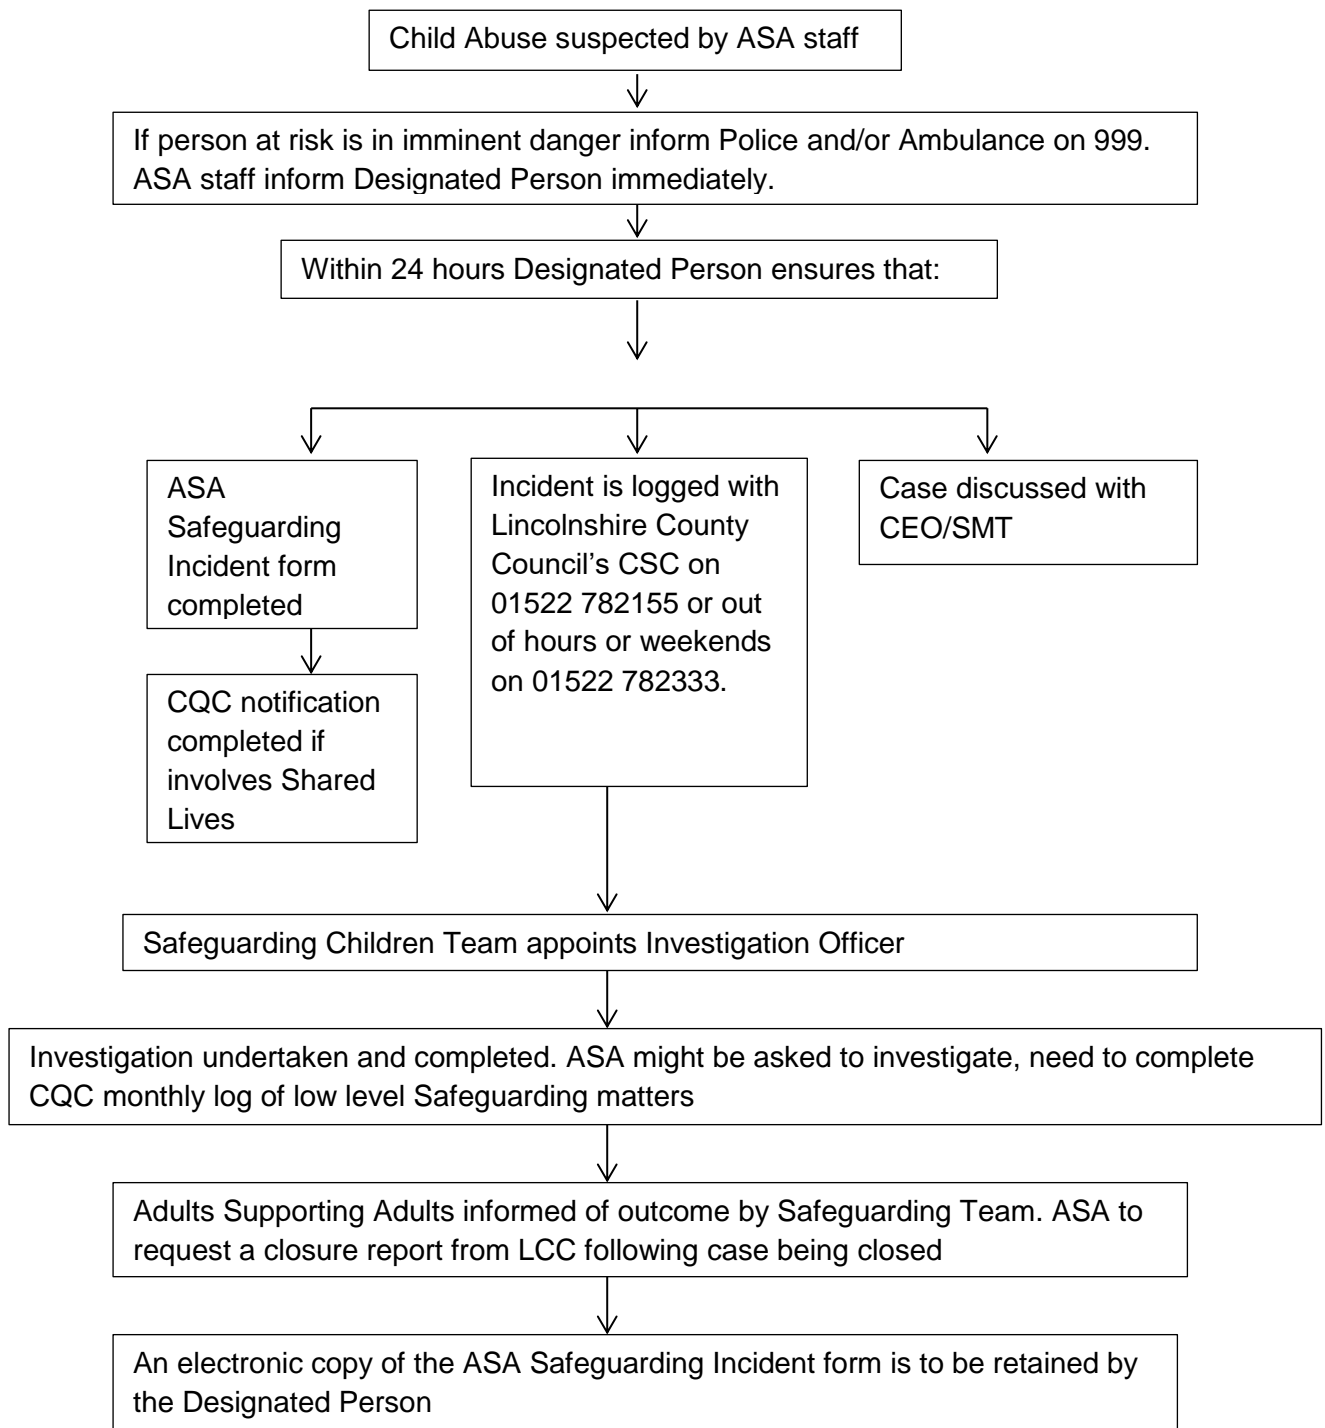 Child Abuse suspected by ASA staff
If person at risk is in imminent danger inform Police and/or Ambulance on 999.
ASA staff inform Designated Person immediately.
Within 24 hours Designated Person ensures that:
ASA
Safeguarding
Incident form
completed
CQC notification
completed if
involves Shared
Lives
Incident is logged with
Lincolnshire County
Council’s CSC on
01522 782155 or out
of hours or weekends
on 01522 782333.
Case discussed with
CEO/SMT
Safeguarding Children Team appoints Investigation Officer
Investigation undertaken and completed. ASA might be asked to investigate, need to complete
CQC monthly log of low level Safeguarding matters
Adults Supporting Adults informed of outcome by Safeguarding Team. ASA to
request a closure report from LCC following case being closed
An electronic copy of the ASA Safeguarding Incident form is to be retained by
the Designated Person